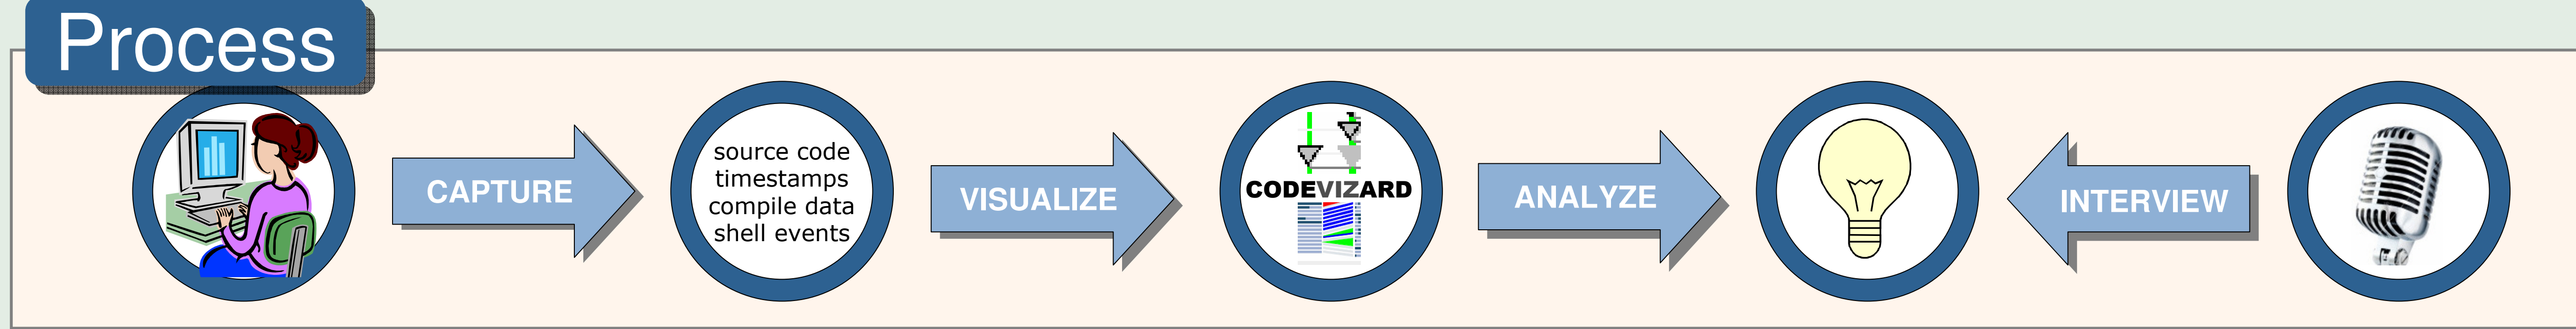 Process
CAPTURE
source code
timestamps
compile data
shell events
VISUALIZE
CODEVIZARD
ANALYZE
INTERVIEW